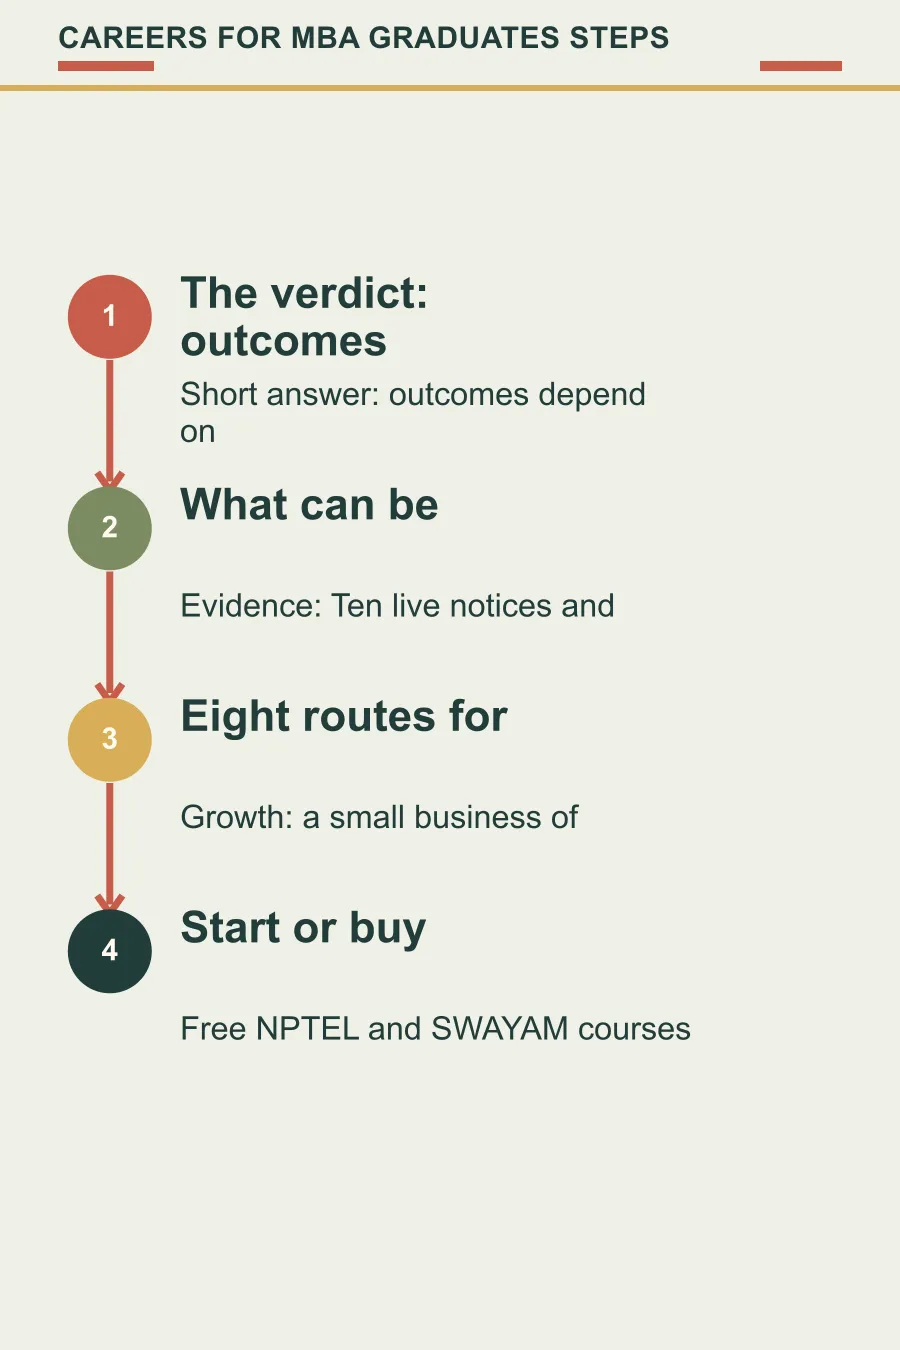 CAREERS FOR MBA GRADUATES STEPS
1
The verdict:
outcomes
Short answer: outcomes depend
on
2
What can be
Evidence: Ten live notices and
3
Eight routes for
Growth: a small business of
4
Start or buy
Free NPTEL and SWAYAM courses